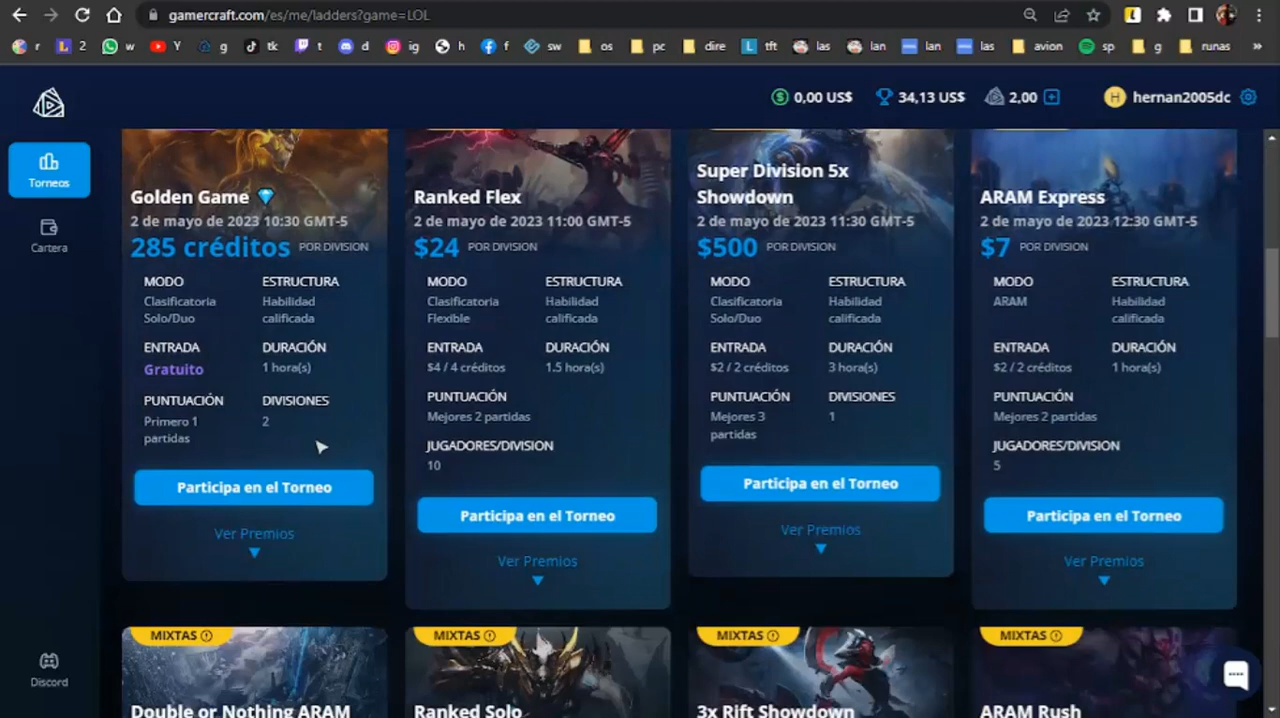 gamercraft.com/es/me/ladders?game=LOL
r 2 w Y g tk t d ig h f sw os pc dire tft las lan lan las avion sp g runas »
0,00 US$ 34,13 US$ 2,00 H hernan2005dc
Torneos
Cartera
Discord
Golden Game
2 de mayo de 2023 10:30 GMT-5
285 créditos POR DIVISION
MODO ESTRUCTURA
Clasificatoria Habilidad
Solo/Duo calificada
ENTRADA DURACIÓN
Gratuito 1 hora(s)
PUNTUACIÓN DIVISIONES
Primero 1 2
partidas
Participa en el Torneo
Ver Premios
Ranked Flex
2 de mayo de 2023 11:00 GMT-5
$24 POR DIVISION
MODO ESTRUCTURA
Clasificatoria Habilidad
Flexible calificada
ENTRADA DURACIÓN
$4 / 4 créditos 1.5 hora(s)
PUNTUACIÓN
Mejores 2 partidas
JUGADORES/DIVISION
10
Participa en el Torneo
Ver Premios
Super Division 5x
Showdown
2 de mayo de 2023 11:30 GMT-5
$500 POR DIVISION
MODO ESTRUCTURA
Clasificatoria Habilidad
Solo/Duo calificada
ENTRADA DURACIÓN
$2 / 2 créditos 3 hora(s)
PUNTUACIÓN DIVISIONES
Mejores 3 1
partidas
Participa en el Torneo
Ver Premios
ARAM Express
2 de mayo de 2023 12:30 GMT-5
$7 POR DIVISION
MODO ESTRUCTURA
ARAM Habilidad
calificada
ENTRADA DURACIÓN
$2 / 2 créditos 1 hora(s)
PUNTUACIÓN
Mejores 2 partidas
JUGADORES/DIVISION
5
Participa en el Torneo
Ver Premios
MIXTAS
Double or Nothing ARAM
MIXTAS
Ranked Solo
MIXTAS
3x Rift Showdown
MIXTAS
ARAM Rush